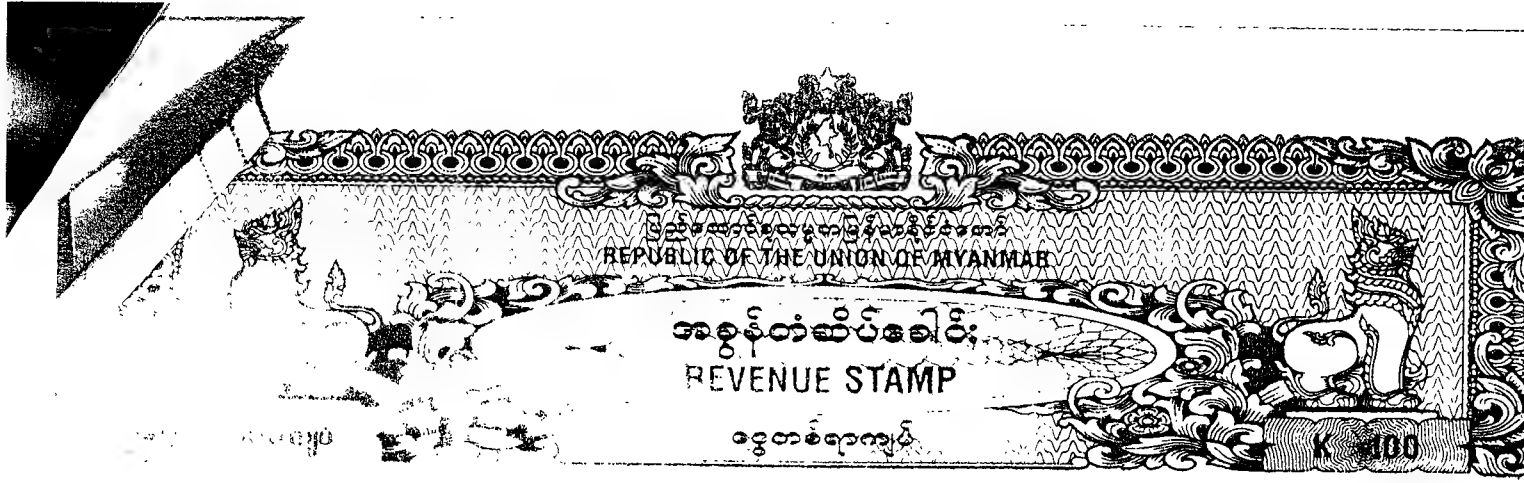 ပြည်ထောင်စုသမ္မတမြန်မာနိုင်ငံတော်
REPUBLIC OF THE UNION OF MYANMAR
အခွန်တံဆိပ်ခေါင်း
REVENUE STAMP
ငွေတစ်ရာကျပ်
K 100